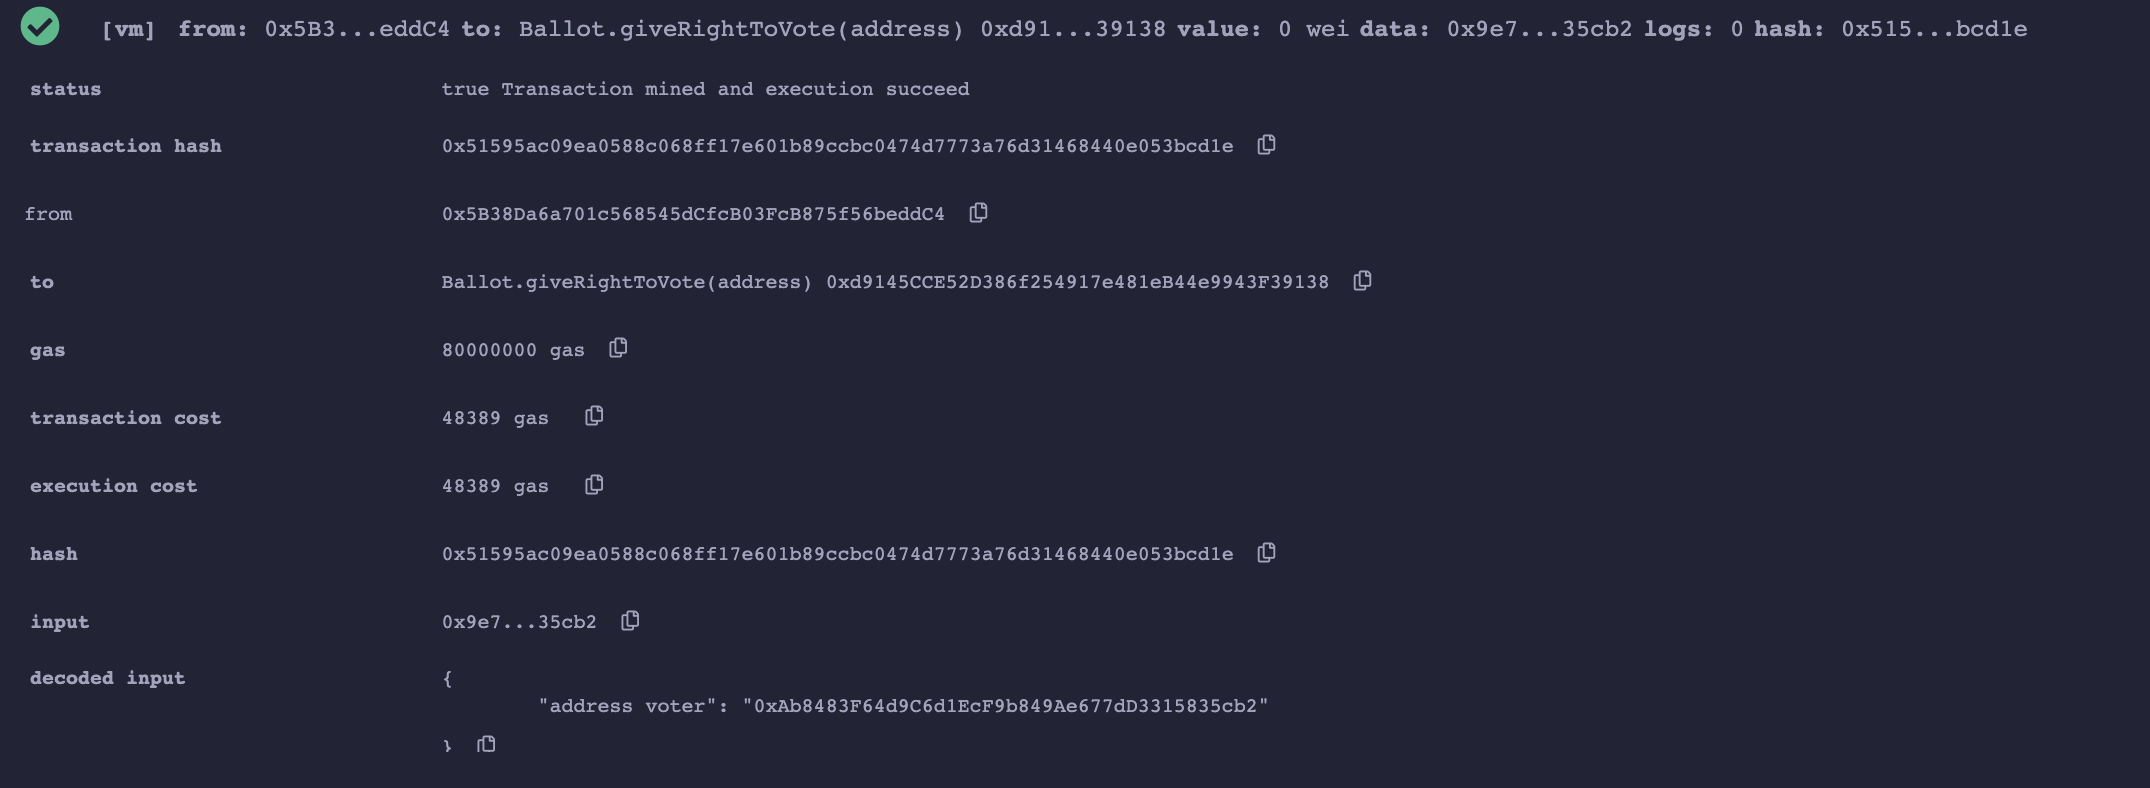 [vm] from: 0x5B3...eddC4 to: Ballot.giveRightToVote(address) 0xd91...39138 value: 0 wei data: 0x9e7...35cb2 logs: 0 hash: 0x515...bcd1e
status true Transaction mined and execution succeed
transaction hash 0x51595ac09ea0588c068ff17e601b89ccbc0474d7773a76d31468440e053bcd1e
from 0x5B38Da6a701c568545dCfcB03FcB875f56beddC4
to Ballot.giveRightToVote(address) 0xd9145CCE52D386f254917e481eB44e9943F39138
gas 80000000 gas
transaction cost 48389 gas
execution cost 48389 gas
hash 0x51595ac09ea0588c068ff17e601b89ccbc0474d7773a76d31468440e053bcd1e
input 0x9e7...35cb2
decoded input {
"address voter": "0xAb8483F64d9C6d1EcF9b849Ae677dD3315835cb2"
}